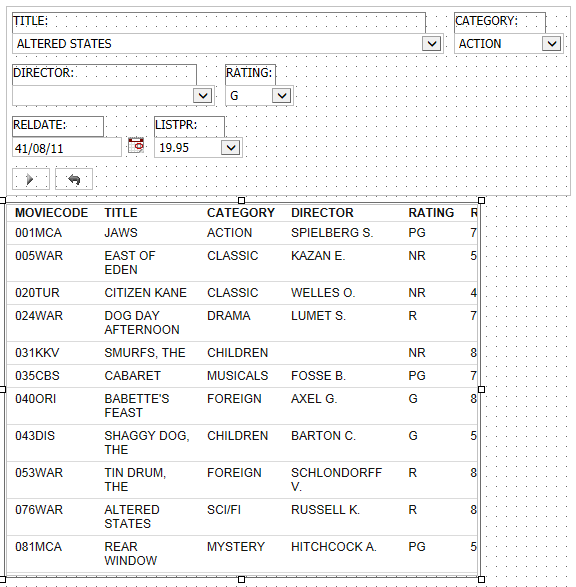 TITLE: CATEGORY:
ALTERED STATES ACTION
DIRECTOR: RATING:
G
RELDATE: LISTPR:
41/08/11 19.95
MOVIECODE TITLE CATEGORY DIRECTOR RATING R
001MCA JAWS ACTION SPIELBERG S. PG 7
005WAR EAST OF CLASSIC KAZAN E. NR 5
EDEN
020TUR CITIZEN KANE CLASSIC WELLES O. NR 4
024WAR DOG DAY DRAMA LUMET S. R 7
AFTERNOON
031KKV SMURFS, THE CHILDREN NR 8
035CBS CABARET MUSICALS FOSSE B. PG 7
040ORI BABETTE'S FOREIGN AXEL G. G 8
FEAST
043DIS SHAGGY DOG, CHILDREN BARTON C. G 5
THE
053WAR TIN DRUM, FOREIGN SCHLONDORFF R 8
THE V.
076WAR ALTERED SCI/FI RUSSELL K. R 8
STATES
081MCA REAR MYSTERY HITCHCOCK A. PG 5
WINDOW